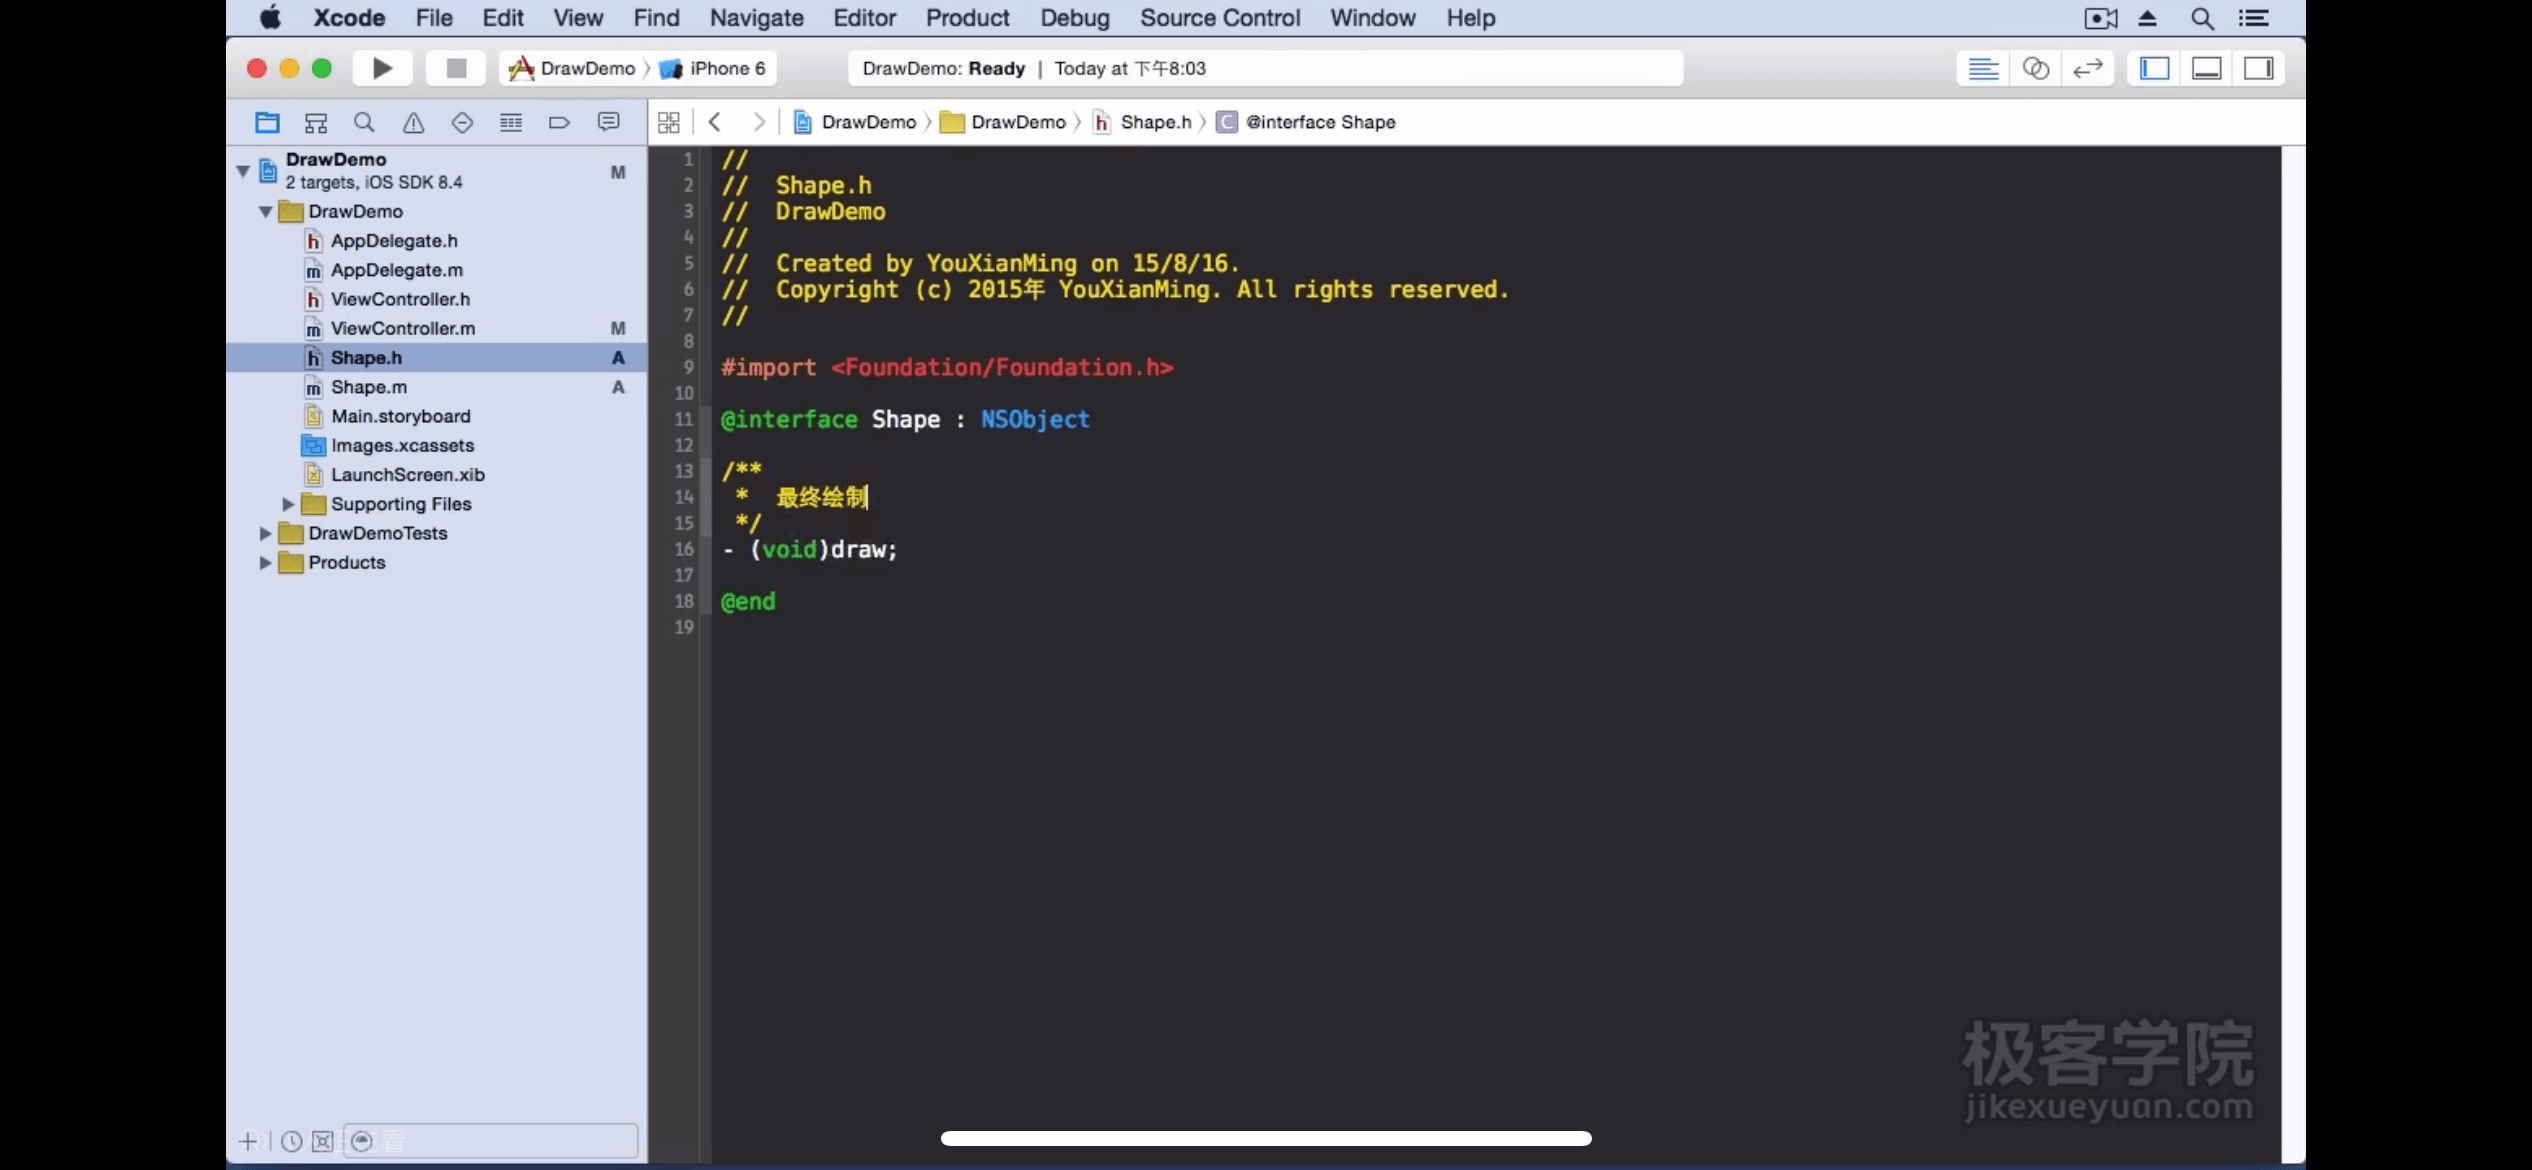 Xcode File Edit View Find Navigate Editor Product Debug Source Control Window Help
DrawDemo iPhone 6
DrawDemo: Ready | Today at 下午8:03
DrawDemo DrawDemo Shape.h C @interface Shape
DrawDemo
2 targets, iOS SDK 8.4 M
DrawDemo
AppDelegate.h
AppDelegate.m
ViewController.h
ViewController.m M
Shape.h A
Shape.m A
Main.storyboard
Images.xcassets
LaunchScreen.xib
Supporting Files
DrawDemoTests
Products
1 //
2 // Shape.h
3 // DrawDemo
4 //
5 // Created by YouXianMing on 15/8/16.
6 // Copyright (c) 2015年 YouXianMing. All rights reserved.
7 //
8
9 #import <Foundation/Foundation.h>
10
11 @interface Shape : NSObject
12
13 /**
14 * 最终绘制
15 */
16 - (void)draw;
17
18 @end
19
极客学院
jikexueyuan.com